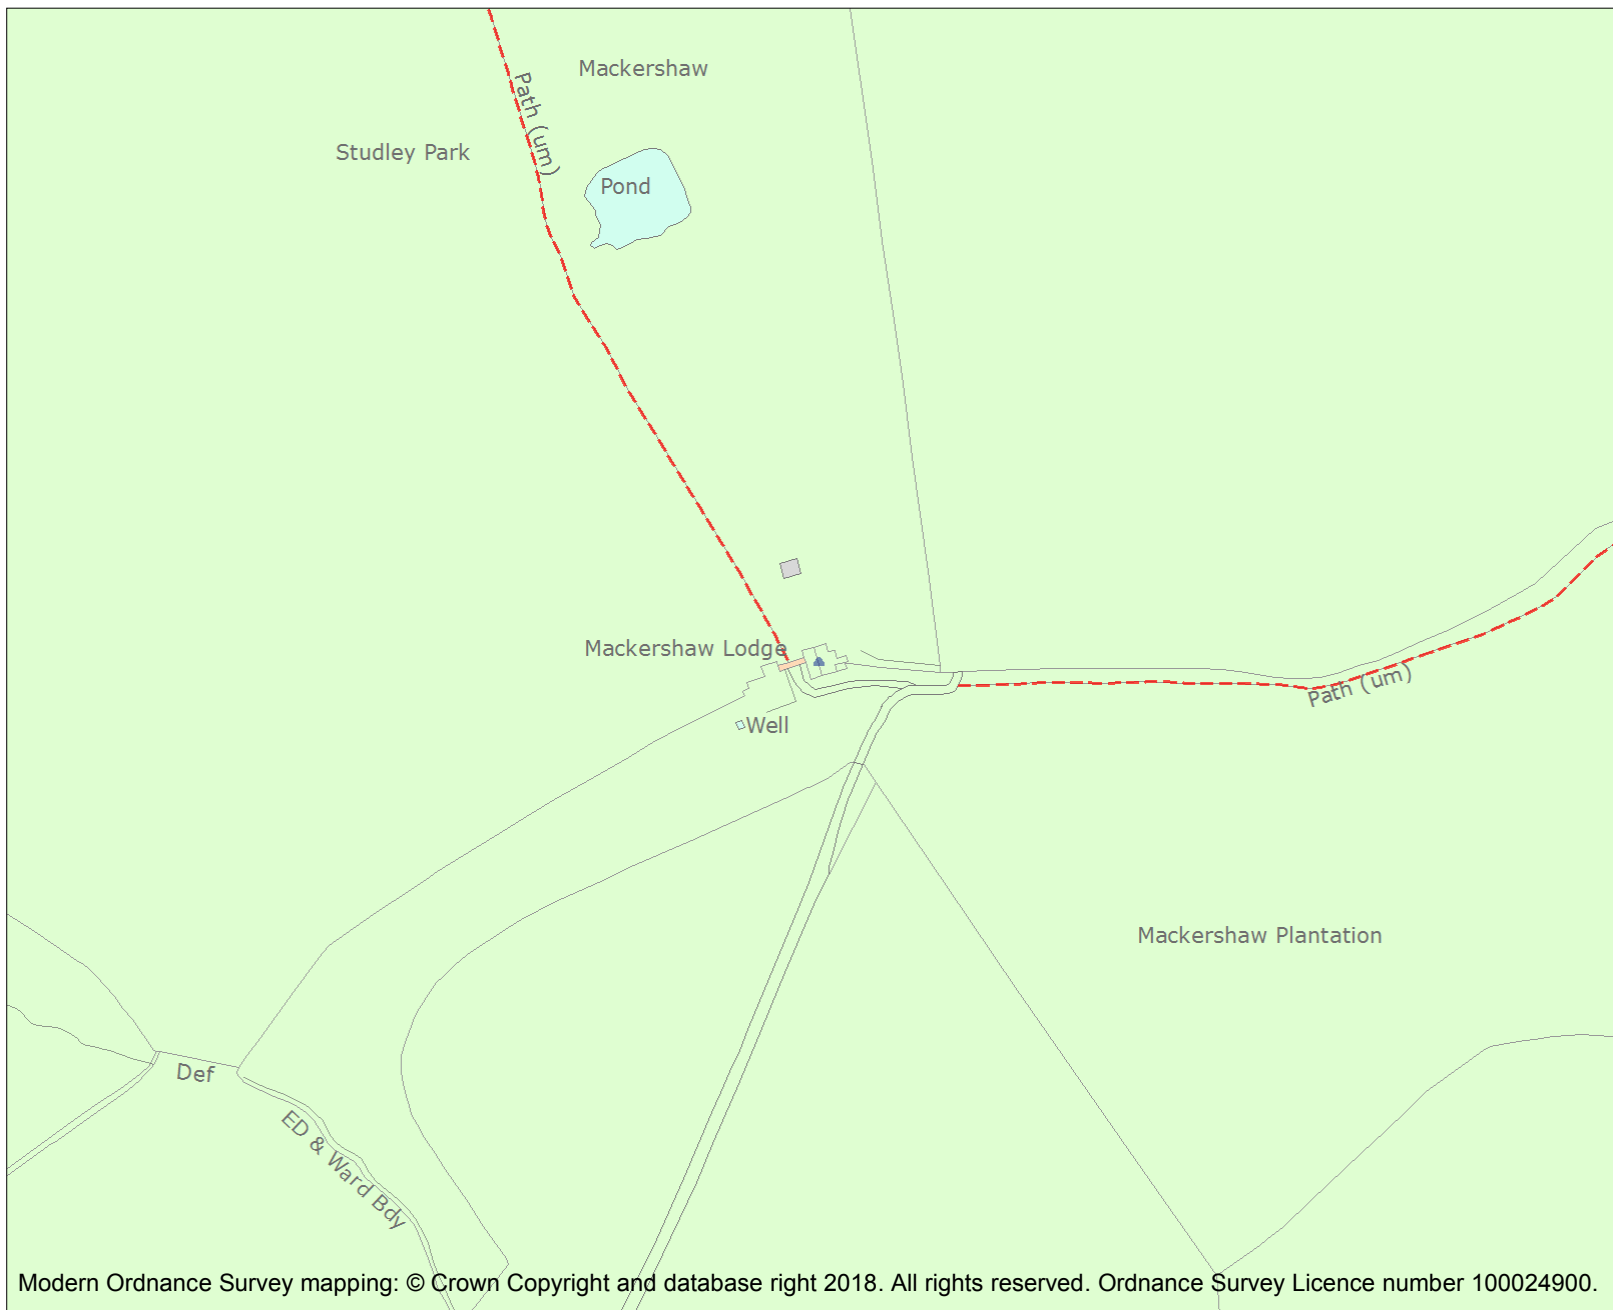 Mackershaw
Path (um)
Studley Park
Pond
Mackershaw Lodge
Path (um)
Well
Mackershaw Plantation
Def
ED & Ward Bdy
Modern Ordnance Survey mapping: © Crown Copyright and database right 2018. All rights reserved. Ordnance Survey Licence number 100024900.